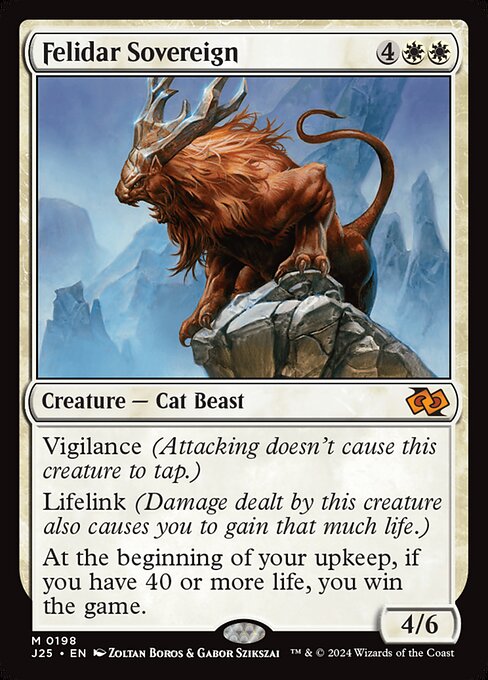 Felidar Sovereign 4
Creature — Cat Beast
Vigilance (Attacking doesn't cause this
creature to tap.)
Lifelink (Damage dealt by this creature
also causes you to gain that much life.)
At the beginning of your upkeep, if
you have 40 or more life, you win
the game.
4/6
M 0198
J25 • EN Zoltan Boros & Gabor Szikszai ™ & © 2024 Wizards of the Coast